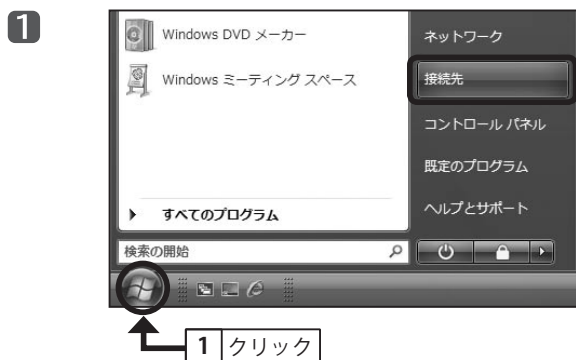 1
Windows DVD メーカー
Windows ミーティング スペース
すべてのプログラム
検索の開始
ネットワーク
接続先
コントロール パネル
既定のプログラム
ヘルプとサポート
1 クリック